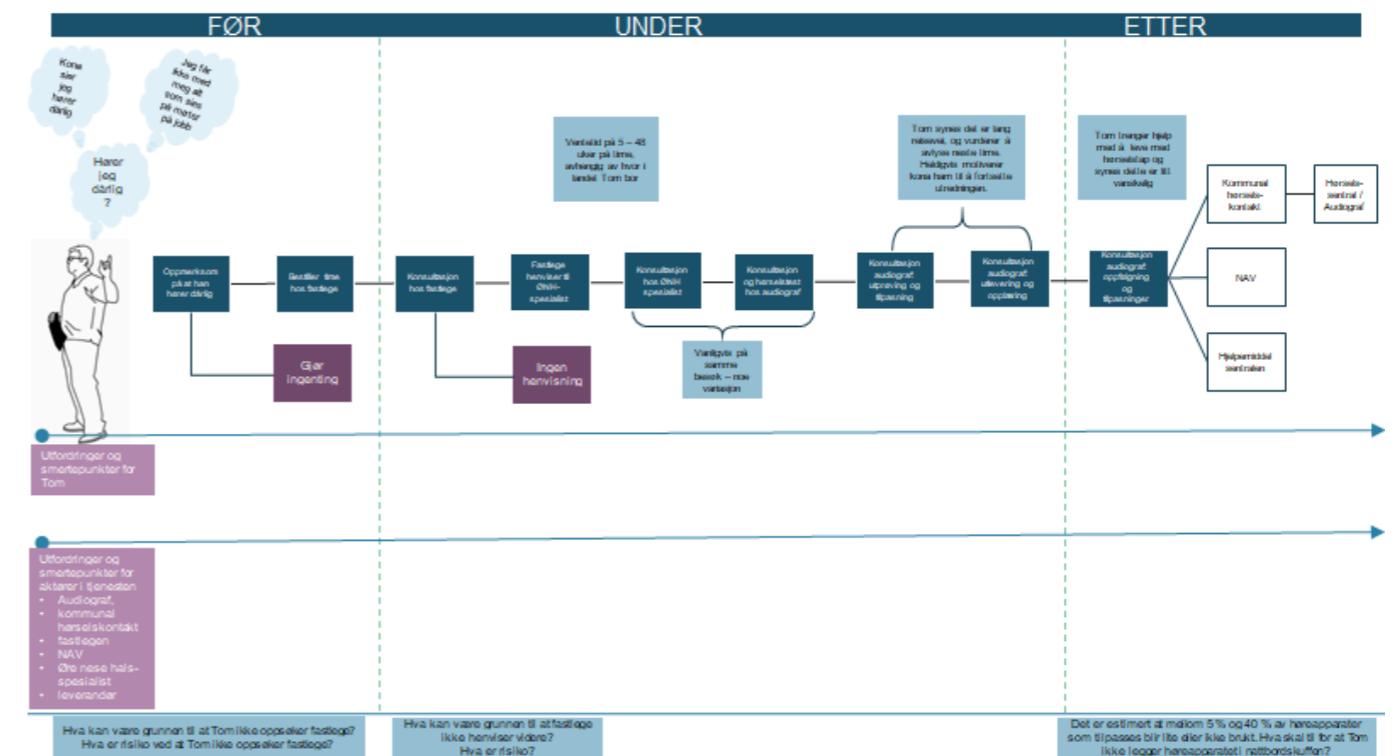 FØR
UNDER
ETTER
Kona
sier
jeg
hører
dårlig
Jeg får
ikke med
meg alt
som sies
på møter
på jobb
Hører
jeg
dårlig
?
Ventetid på 5 – 48
uker på time,
avhengig av hvor i
landet Tom bor
Tom synes det er lang
reisevei, og vurderer å
avlyse neste time.
Heldigvis motiverer
kona ham til å fortsette
utredningen.
Tom trenger hjelp
med å leve med
hørselstap og
synes dette er litt
vanskelig
Kommunal
hørsels-
kontakt
Hørsels-
sentral /
Audiograf
Oppmerksom
på at han
hører dårlig
Bestiller time
hos fastlege
Konsultasjon
hos fastlege
Fastlege
henviser til
ØNH-
spesialist
Konsultasjon
hos ØNH
spesialist
Konsultasjon
og hørselstest
hos audiograf
Konsultasjon
audiograf:
utprøving og
tilpasning
Konsultasjon
audiograf:
utlevering og
opplæring
Konsultasjon
audiograf:
oppfølgning
og
tilpasninger
NAV
Hjelpemiddel
sentralen
Gjør
ingenting
Ingen
henvisning
Vanligvis på
samme
besøk – noe
variasjon
Utfordringer og
smertepunkter for
Tom
Utfordringer og
smertepunkter for
aktører i tjenesten
• Audiograf,
• kommunal
hørselskontakt
• fastlegen
• NAV
• Øre nese hals-
spesialist
• leverandør
Hva kan være grunnen til at Tom ikke oppsøker fastlege?
Hva er risiko ved at Tom ikke oppsøker fastlege?
Hva kan være grunnen til at fastlege
ikke henviser videre?
Hva er risiko?
Det er estimert at mellom 5 % og 40 % av høreapparater
som tilpasses blir lite eller ikke brukt. Hva skal til for at Tom
ikke legger høreapparatet i nattbordskuffen?